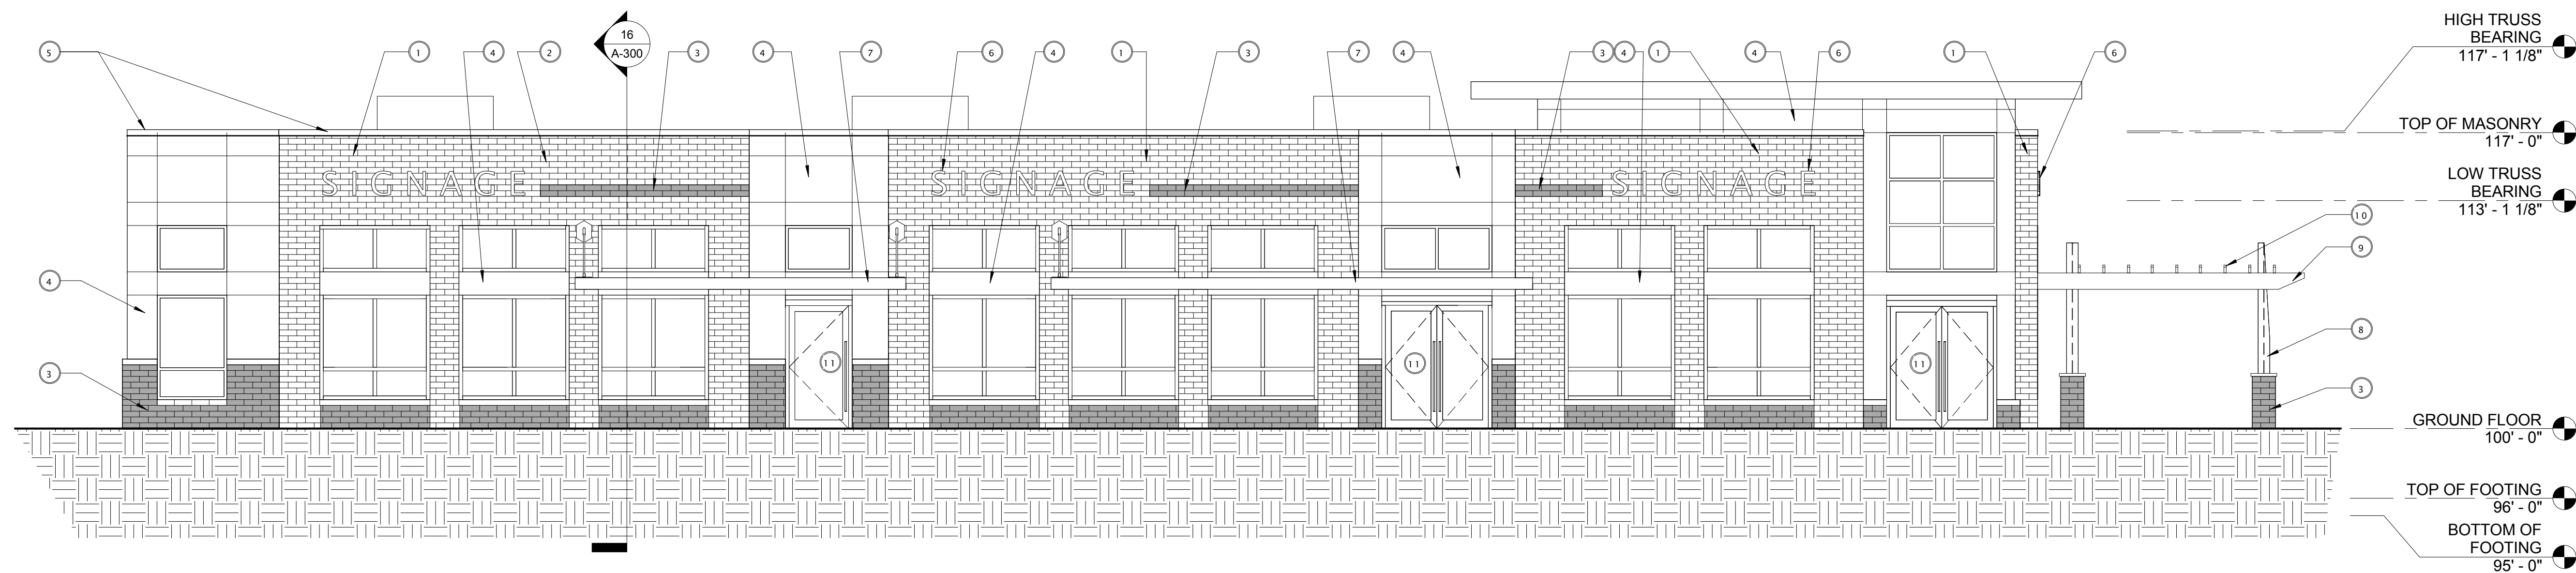 5 1 4 2 16 3 4 7 6 4 1 3 7 4 3 4 1 4 6 1 6
A-300
HIGH TRUSS
BEARING
117' - 1 1/8"
TOP OF MASONRY
117' - 0"
SIGNAGE SIGNAGE SIGNAGE
LOW TRUSS
BEARING
113' - 1 1/8"
10
9
4
8
11 11 11
3
3
GROUND FLOOR
100' - 0"
TOP OF FOOTING
96' - 0"
BOTTOM OF
FOOTING
95' - 0"